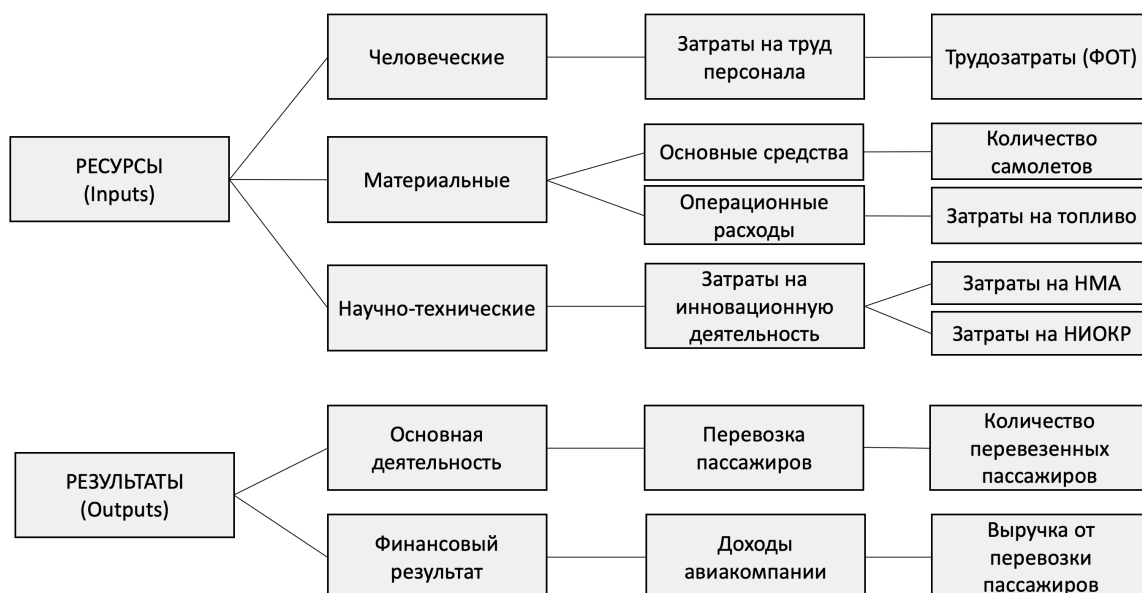 Человеческие
Затраты на труд
персонала
Трудозатраты (ФОТ)
РЕСУРСЫ
(Inputs)
Материальные
Основные средства
Количество
самолетов
Операционные
расходы
Затраты на топливо
Научно-технические
Затраты на
инновационную
деятельность
Затраты на НМА
Затраты на НИОКР
РЕЗУЛЬТАТЫ
(Outputs)
Основная
деятельность
Перевозка
пассажиров
Количество
перевезенных
пассажиров
Финансовый
результат
Доходы
авиакомпании
Выручка от
перевозки
пассажиров